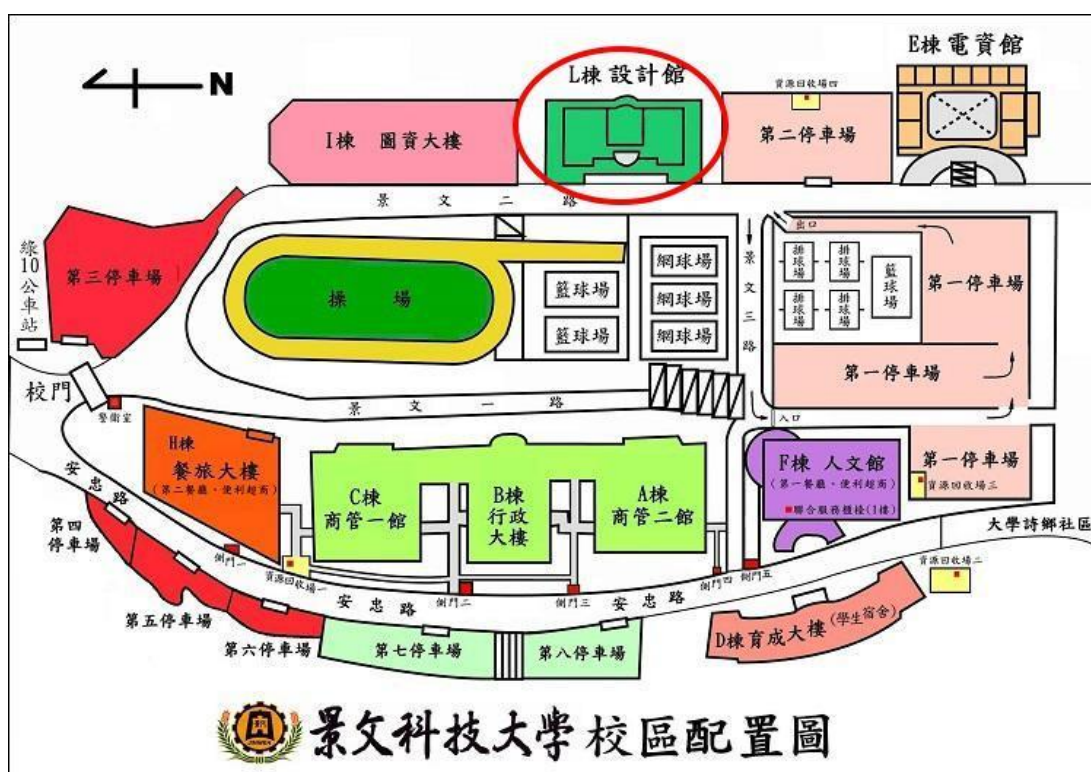 N
I棟 圖資大樓
L棟 設計館
資源回收場四
第二停車場
E棟 電資館
景文二路
綠10公車站
第三停車場
操場
籃球場
籃球場
網球場
網球場
網球場
景文三路
出口
排球場
排球場
排球場
排球場
籃球場
第一停車場
第一停車場
入口
校門
警衛室
景文一路
H棟
餐旅大樓
(第二餐廳、便利超商)
C棟
商管一館
B棟
行政
大樓
A棟
商管二館
F棟 人文館
(第一餐廳、便利超商)
聯合服務櫃檯(1樓)
第一停車場
資源回收場三
大學詩鄉社區
安忠路
第四
停車場
側門一
資源回收場一
側門二
側門三
側門四
側門五
資源回收場二
安忠路
安忠路
第五停車場
第六停車場
第七停車場
第八停車場
D棟育成大樓(學生宿舍)
景文科技大學校區配置圖